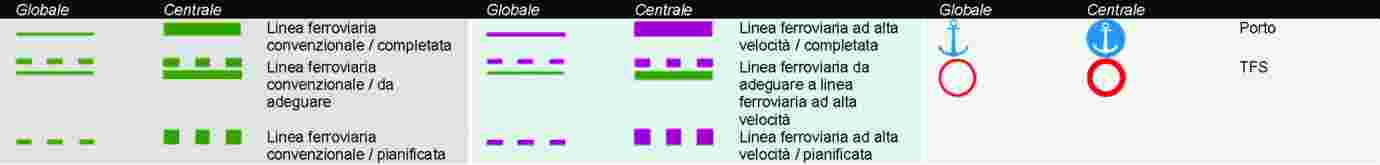 Globale Centrale Globale Centrale Globale Centrale
Linea ferroviaria
convenzionale / completata
Linea ferroviaria
convenzionale / da
adeguare
Linea ferroviaria
convenzionale / pianificata
Linea ferroviaria ad alta
velocità / completata
Linea ferroviaria da
adeguare a linea
ferroviaria ad alta
velocità
Linea ferroviaria ad alta
velocità / pianificata
Porto
TFS